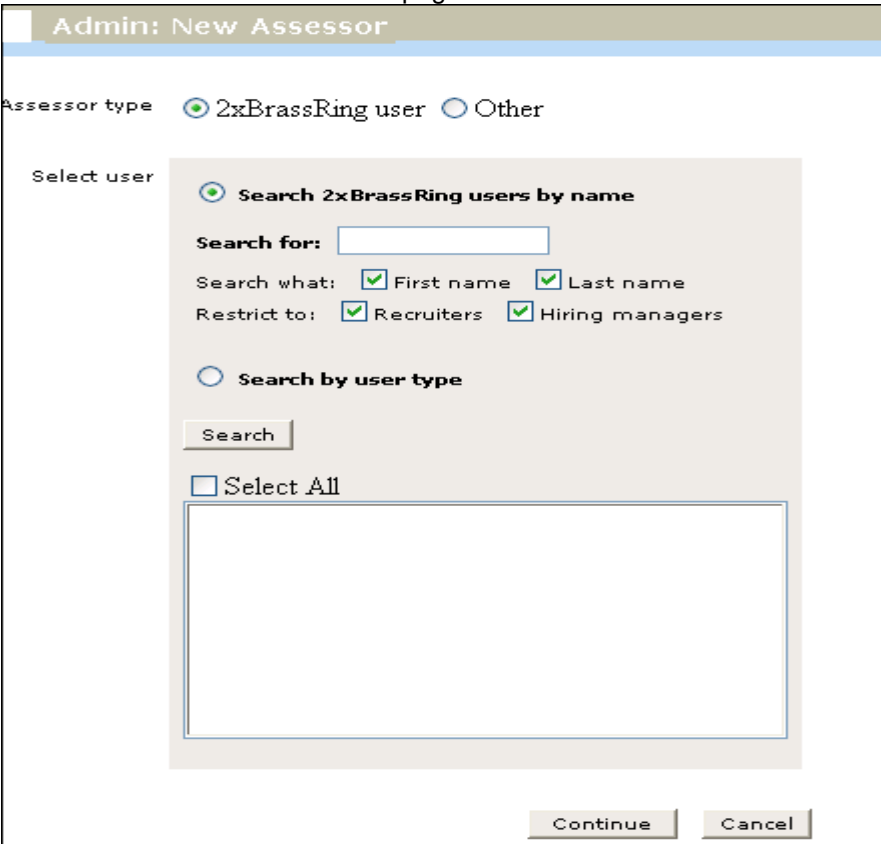 Admin: New Assessor
Assessor type 2xBrassRing user Other
Select user
Search 2xBrassRing users by name
Search for:
Search what: First name Last name
Restrict to: Recruiters Hiring managers
Search by user type
Search
Select All
Continue Cancel